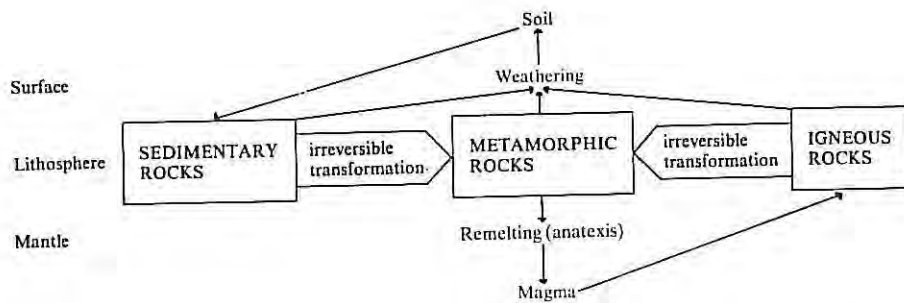 Soil
Weathering
Surface
SEDIMENTARY
ROCKS
irreversible
transformation.
METAMORPHIC
ROCKS
irreversible
transformation
IGNEOUS
ROCKS
Lithosphere
Mantle
Remelting (anatexis)
Magma